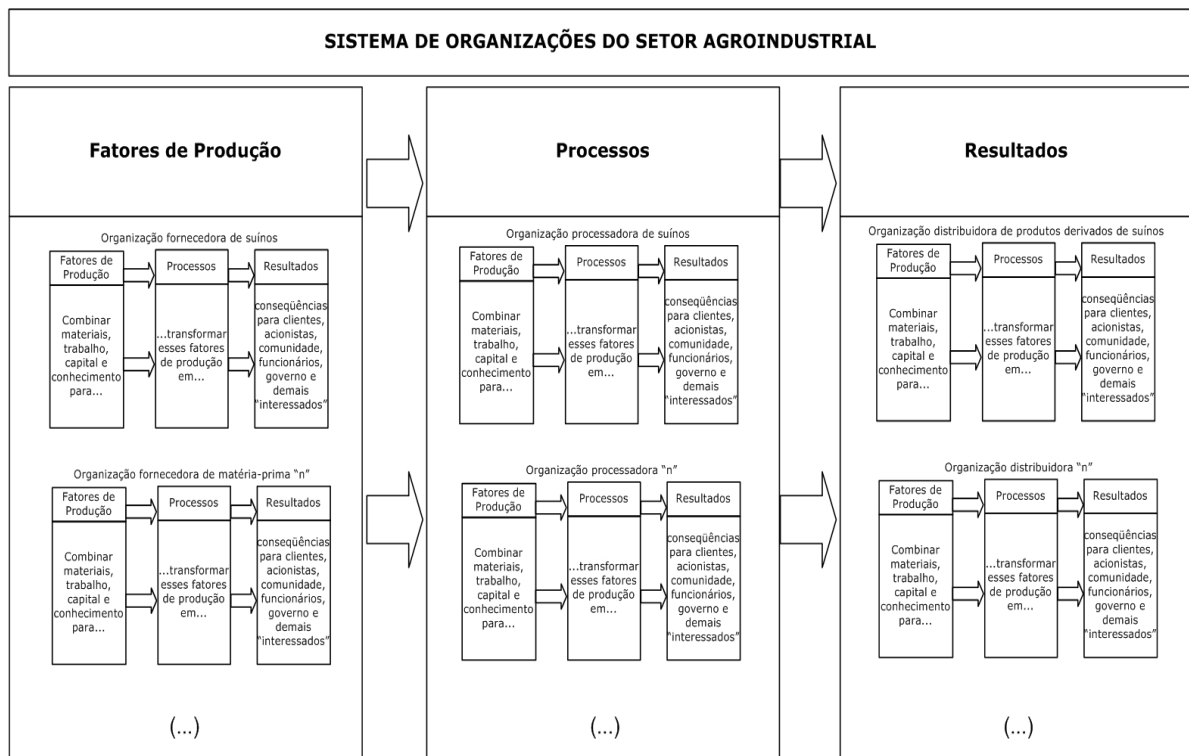 SISTEMA DE ORGANIZAÇÕES DO SETOR AGROINDUSTRIAL
Fatores de Produção
Organização fornecedora de suínos
Fatores de
Produção
Processos
Resultados
Combinar
materiais,
trabalho,
capital e
conhecimento
para...
...transformar
esses fatores
de produção
em...
conseqüências
para clientes,
acionistas,
comunidade,
funcionários,
governo e
demais
“interessados”
Organização fornecedora de matéria-prima “n”
Fatores de
Produção
Processos
Resultados
Combinar
materiais,
trabalho,
capital e
conhecimento
para...
...transformar
esses fatores
de produção
em...
conseqüências
para clientes,
acionistas,
comunidade,
funcionários,
governo e
demais
“interessados”
(...)
Processos
Organização processadora de suínos
Fatores de
Produção
Processos
Resultados
Combinar
materiais,
trabalho,
capital e
conhecimento
para...
...transformar
esses fatores
de produção
em...
conseqüências
para clientes,
acionistas,
comunidade,
funcionários,
governo e
demais
“interessados”
Organização processadora “n”
Fatores de
Produção
Processos
Resultados
Combinar
materiais,
trabalho,
capital e
conhecimento
para...
...transformar
esses fatores
de produção
em...
conseqüências
para clientes,
acionistas,
comunidade,
funcionários,
governo e
demais
“interessados”
(...)
Resultados
Organização distribuidora de produtos derivados de suínos
Fatores de
Produção
Processos
Resultados
Combinar
materiais,
trabalho,
capital e
conhecimento
para...
...transformar
esses fatores
de produção
em...
conseqüências
para clientes,
acionistas,
comunidade,
funcionários,
governo e
demais
“interessados”
Organização distribuidora “n”
Fatores de
Produção
Processos
Resultados
Combinar
materiais,
trabalho,
capital e
conhecimento
para...
...transformar
esses fatores
de produção
em...
conseqüências
para clientes,
acionistas,
comunidade,
funcionários,
governo e
demais
“interessados”
(...)